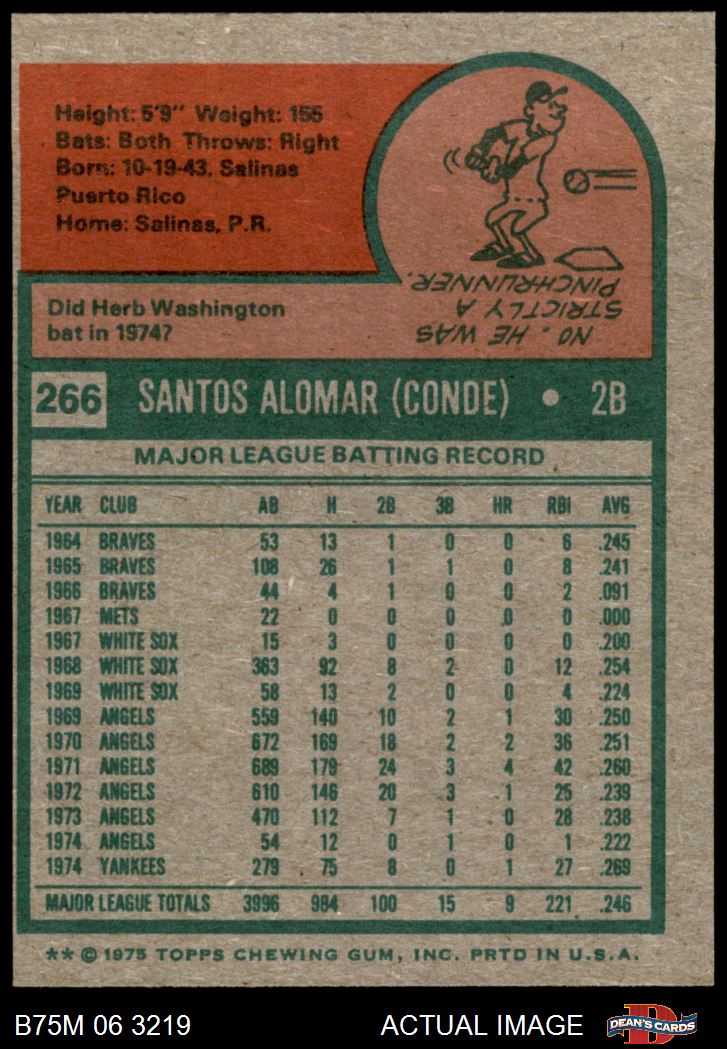 Height: 5'9" Weight: 155
Bats: Both Throws: Right
Born: 10-19-43, Salinas
Puerto Rico
Home: Salinas, P.R.
Did Herb Washington
bat in 1974?
NO. HE WAS
STRICTLY A
PINCHRUNNER.
266 SANTOS ALOMAR (CONDE) • 2B
MAJOR LEAGUE BATTING RECORD
YEAR CLUB AB H 2B 3B HR RBI AVG
1964 BRAVES 53 13 1 0 0 6 .245
1965 BRAVES 108 26 1 1 0 8 .241
1966 BRAVES 44 4 1 0 0 2 .091
1967 METS 22 0 0 0 0 0 .000
1967 WHITE SOX 15 3 0 0 0 0 .200
1968 WHITE SOX 363 92 8 2 0 12 .254
1969 WHITE SOX 58 13 2 0 0 4 .224
1969 ANGELS 559 140 10 2 1 30 .250
1970 ANGELS 672 169 18 2 2 36 .251
1971 ANGELS 689 179 24 3 4 42 .260
1972 ANGELS 610 146 20 3 1 25 .239
1973 ANGELS 470 112 7 1 0 28 .238
1974 ANGELS 54 12 0 1 0 1 .222
1974 YANKEES 279 75 8 0 1 27 .269
MAJOR LEAGUE TOTALS 3996 984 100 15 9 221 .246
** © 1975 TOPPS CHEWING GUM, INC. PRTD IN U.S.A.
B75M 06 3219 ACTUAL IMAGE D DEAN'S CARDS